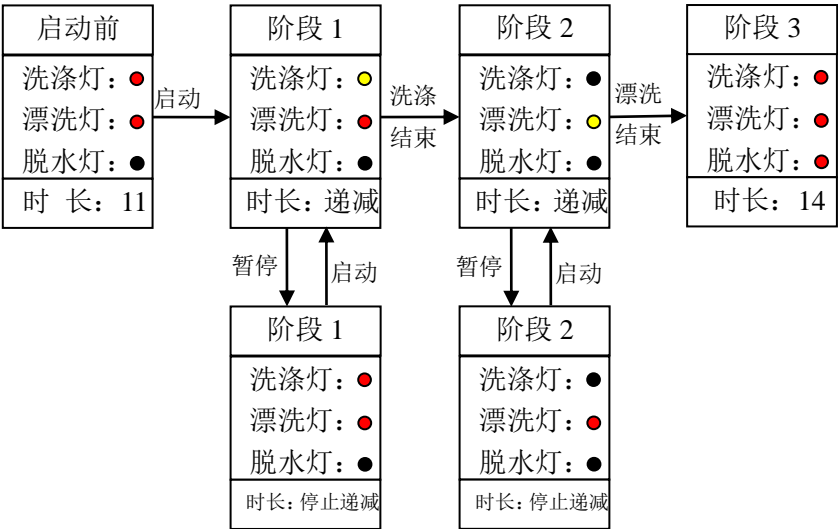 启动前
洗涤灯：
漂洗灯：
脱水灯：
时 长：11
启动
阶段 1
洗涤灯：
漂洗灯：
脱水灯：
时长：递减
洗涤
结束
阶段 2
洗涤灯：
漂洗灯：
脱水灯：
时长：递减
漂洗
结束
阶段 3
洗涤灯：
漂洗灯：
脱水灯：
时长：14
暂停
启动
暂停
启动
阶段 1
洗涤灯：
漂洗灯：
脱水灯：
时长：停止递减
阶段 2
洗涤灯：
漂洗灯：
脱水灯：
时长：停止递减